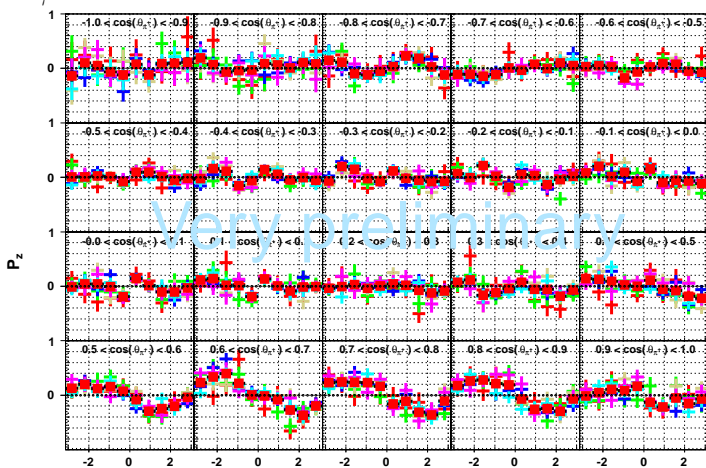 1 -1.0 < cos(θπ+) < -0.9 -0.9 < cos(θπ+) < -0.8 -0.8 < cos(θπ+) < -0.7 -0.7 < cos(θπ+) < -0.6 -0.6 < cos(θπ+) < -0.5
0
1 -0.5 < cos(θπ+) < -0.4 -0.4 < cos(θπ+) < -0.3 -0.3 < cos(θπ+) < -0.2 -0.2 < cos(θπ+) < -0.1 -0.1 < cos(θπ+) < 0.0
0
Very preliminary
1 -0.0 < cos(θπ+)
Pz
0
1 0.5 < cos(θπ+) < 0.6 0.6 < cos(θπ+) < 0.7 0.7 < cos(θπ+) < 0.8 0.8 < cos(θπ+) < 0.9 0.9 < cos(θπ+) < 1.0
0
-2 0 2 -2 0 2 -2 0 2 -2 0 2 -2 0 2